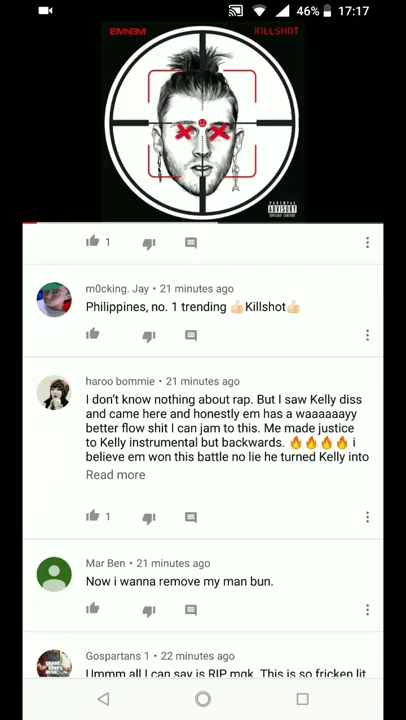 46% 17:17
EMINEM KILLSHOT
PARENTAL
ADVISORY
EXPLICIT CONTENT
1
m0cking. Jay • 21 minutes ago
Philippines, no. 1 trending 👍🏻Killshot👍🏻
haroo bommie • 21 minutes ago
I don't know nothing about rap. But I saw Kelly diss
and came here and honestly em has a waaaaaayy
better flow shit I can jam to this. Me made justice
to Kelly instrumental but backwards. 🔥🔥🔥🔥 i
believe em won this battle no lie he turned Kelly into
Read more
1
Mar Ben • 21 minutes ago
Now i wanna remove my man bun.
Gospartans 1 • 22 minutes ago
Ummm all I can say is RIP mgk. This is so fricken lit